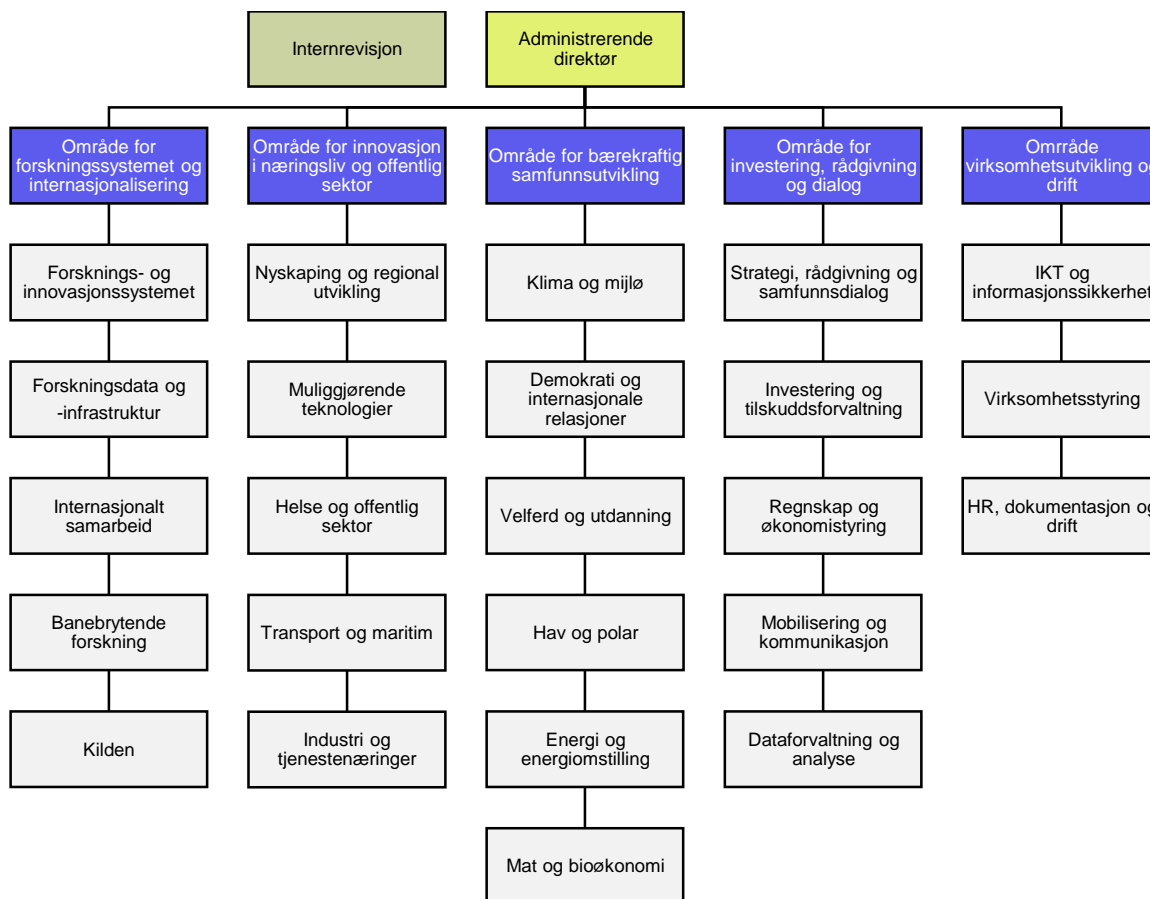 Internrevisjon
Administrerende
direktør
Område for
forskningssystemet og
internasjonalisering
Område for innovasjon
i næringsliv og offentlig
sektor
Område for bærekraftig
samfunnsutvikling
Område for
investering, rådgivning
og dialog
Omrråde
virksomhetsutvikling og
drift
Forsknings- og
innovasjonssystemet
Nyskaping og regional
utvikling
Klima og mijlø
Strategi, rådgivning og
samfunnsdialog
IKT og
informasjonssikkerhet
Forskningsdata og
-infrastruktur
Muliggjørende
teknologier
Demokrati og
internasjonale
relasjoner
Investering og
tilskuddsforvaltning
Virksomhetsstyring
Internasjonalt
samarbeid
Helse og offentlig
sektor
Velferd og utdanning
Regnskap og
økonomistyring
HR, dokumentasjon og
drift
Banebrytende
forskning
Transport og maritim
Hav og polar
Mobilisering og
kommunikasjon
Kilden
Industri og
tjenestenæringer
Energi og
energiomstilling
Dataforvaltning og
analyse
Mat og bioøkonomi